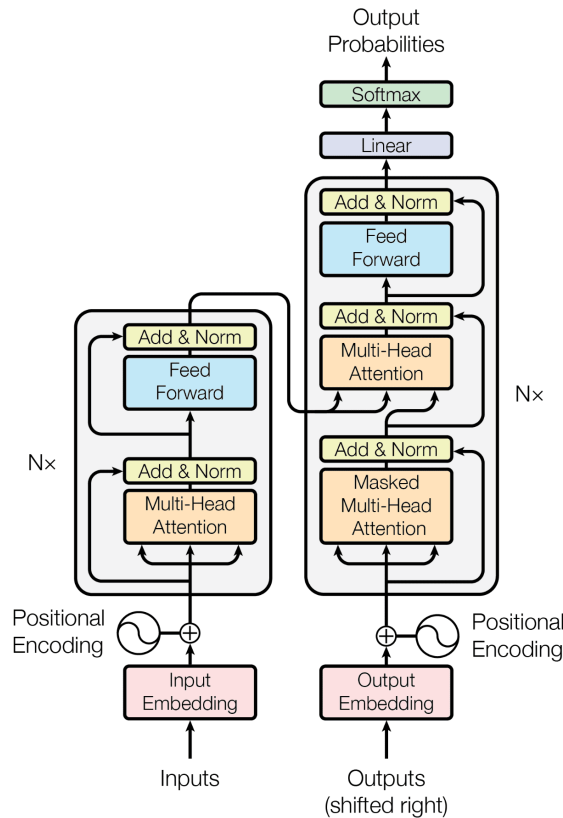 Output
Probabilities
Softmax
Linear
Add & Norm
Feed
Forward
Add & Norm
Multi-Head
Attention
Add & Norm
Masked
Multi-Head
Attention
N×
Add & Norm
Feed
Forward
Add & Norm
Multi-Head
Attention
N×
Positional
Encoding
Positional
Encoding
Input
Embedding
Output
Embedding
Inputs
Outputs
(shifted right)